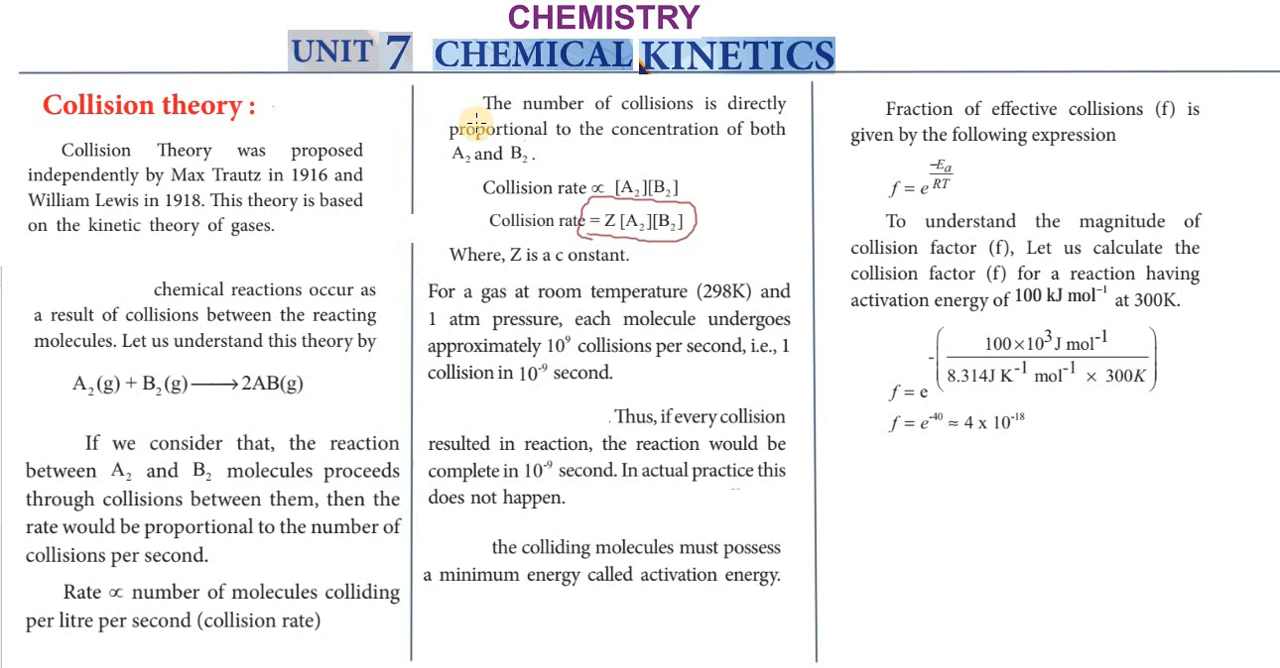 CHEMISTRY
UNIT 7 CHEMICAL KINETICS
Collision theory :
Collision Theory was proposed
independently by Max Trautz in 1916 and
William Lewis in 1918. This theory is based
on the kinetic theory of gases.
chemical reactions occur as
a result of collisions between the reacting
molecules. Let us understand this theory by
A₂(g) + B₂(g)⟶2AB(g)
If we consider that, the reaction
between A₂ and B₂ molecules proceeds
through collisions between them, then the
rate would be proportional to the number of
collisions per second.
Rate ∝ number of molecules colliding
per litre per second (collision rate)
The number of collisions is directly
proportional to the concentration of both
A₂ and B₂.
Collision rate ∝ [A₂][B₂]
Collision rate = Z [A₂][B₂]
Where, Z is a c onstant.
For a gas at room temperature (298K) and
1 atm pressure, each molecule undergoes
approximately 10⁹ collisions per second, i.e., 1
collision in 10⁻⁹ second.
. Thus, if every collision
resulted in reaction, the reaction would be
complete in 10⁻⁹ second. In actual practice this
does not happen.
the colliding molecules must possess
a minimum energy called activation energy.
Fraction of effective collisions (f) is
given by the following expression
f = e^(-Eₐ/RT)
To understand the magnitude of
collision factor (f), Let us calculate the
collision factor (f) for a reaction having
activation energy of 100 kJ mol⁻¹ at 300K.
f = e^-(100×10³ J mol⁻¹ / 8.314J K⁻¹ mol⁻¹ × 300K)
f = e⁻⁴⁰ ≈ 4 x 10⁻¹⁸